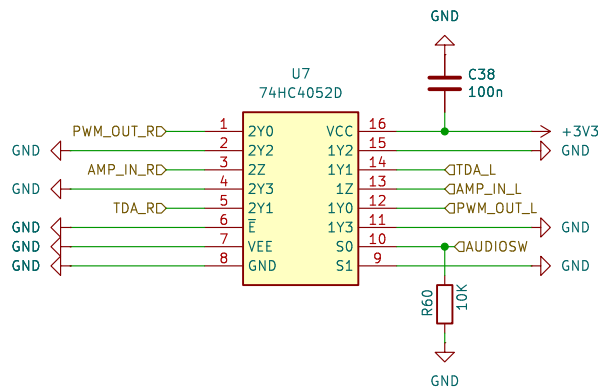 GND
U7
74HC4052D
C38
100n
PWM_OUT_R 1 2Y0 VCC 16 +3V3
GND 2 2Y2 1Y2 15 GND
AMP_IN_R 3 2Z 1Y1 14 TDA_L
GND 4 2Y3 1Z 13 AMP_IN_L
TDA_R 5 2Y1 1Y0 12 PWM_OUT_L
GND 6 E 1Y3 11 GND
GND 7 VEE S0 10 AUDIOSW
GND 8 GND S1 9 GND
R60
10K
GND